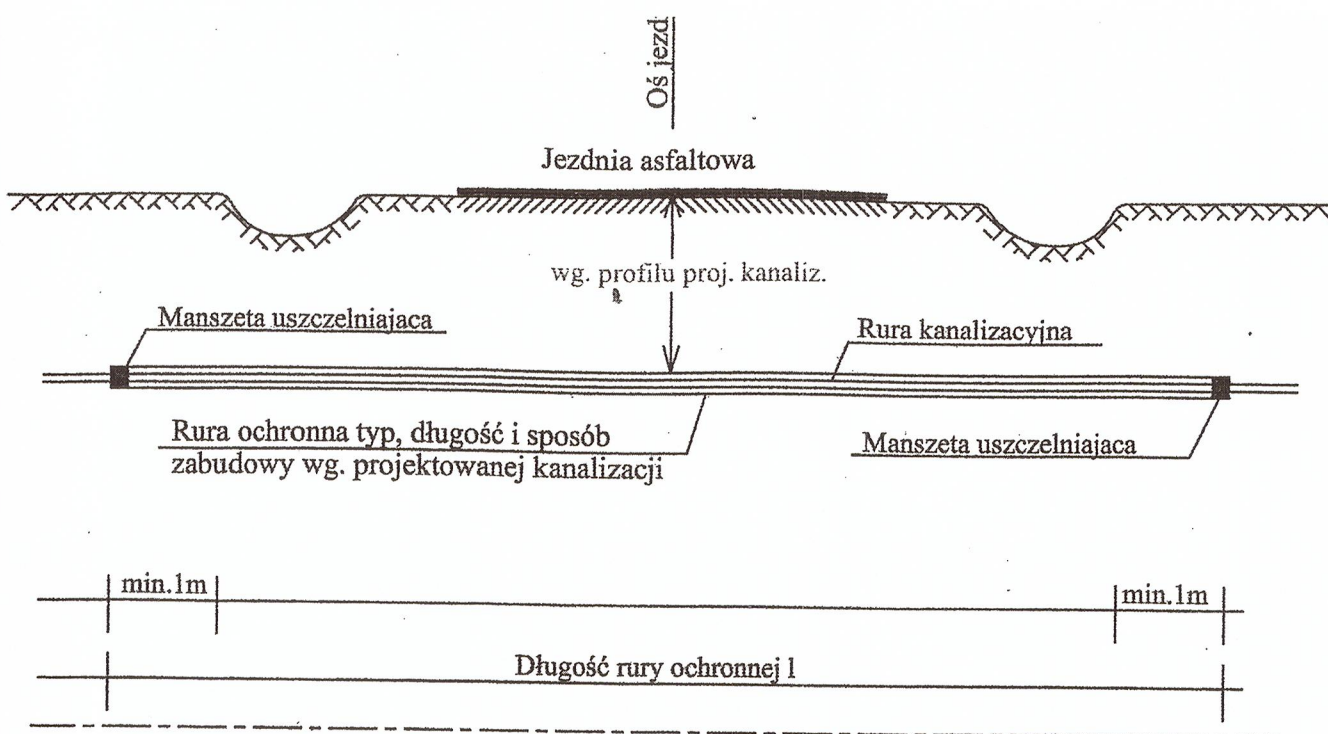 Oś jezd
Jezdnia asfaltowa
wg. profilu proj. kanaliz.
Manszeta uszczelniajaca
Rura kanalizacyjna
Rura ochronna typ, długość i sposób
zabudowy wg. projektowanej kanalizacji
Manszeta uszczelniajaca
min.1m
min.1m
Długość rury ochronnej l